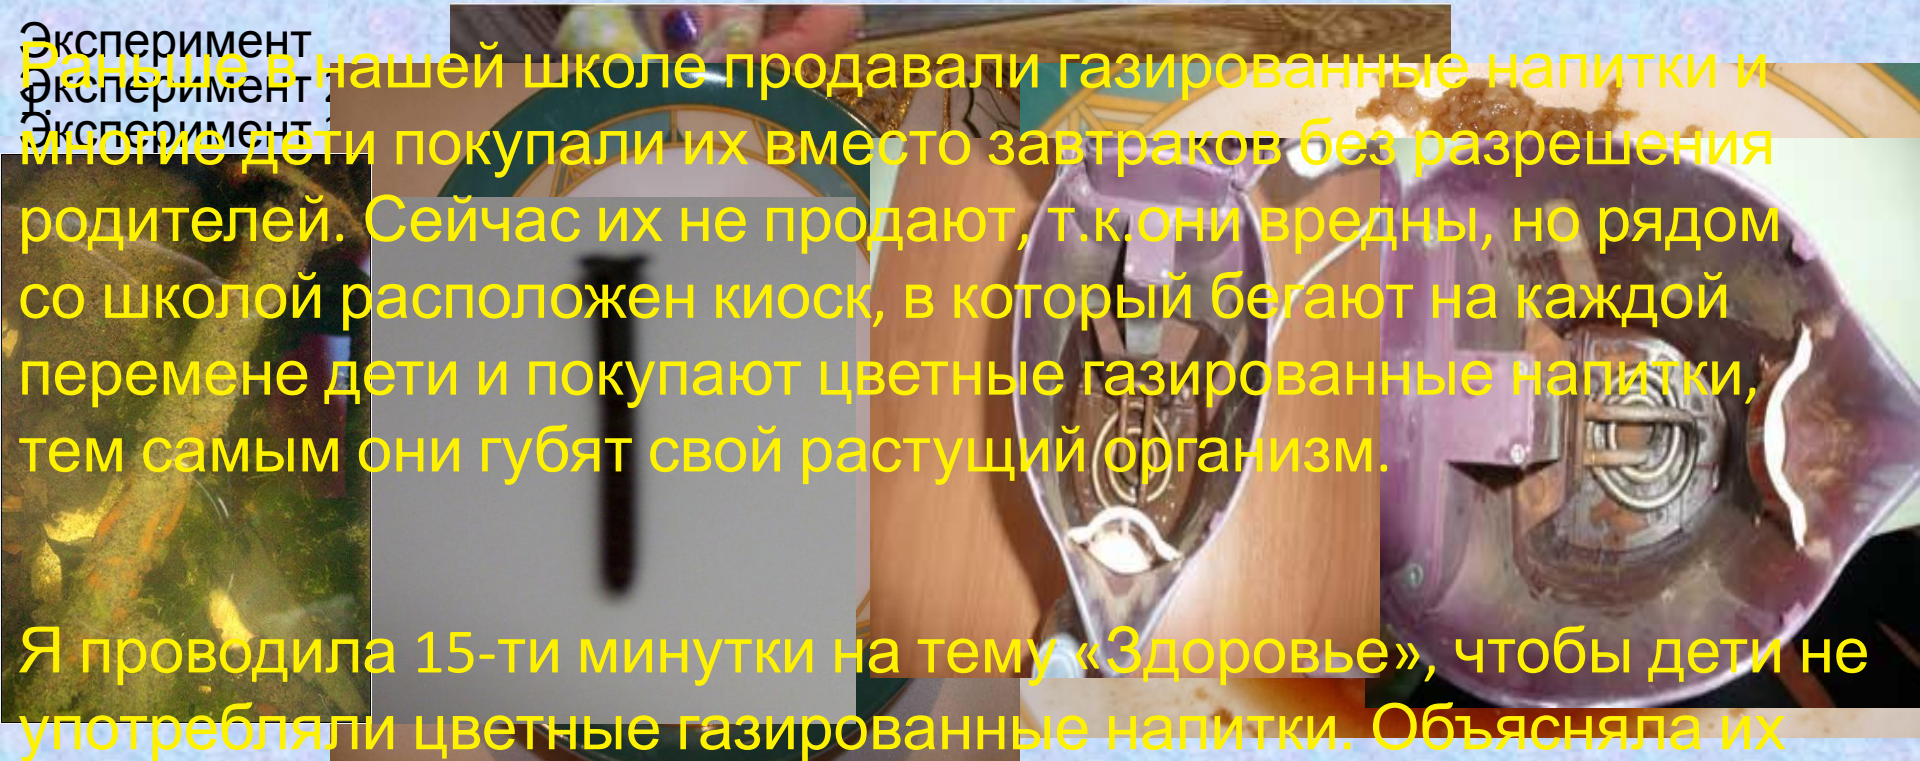 Эксперимент
Раньше в нашей школе продавали газированные напитки и
Эксперимент
1.
Эксперимент
многие дети покупали их вместо завтраков без разрешения
родителей. Сейчас их не продают, т.к.они вредны, но рядом
со школой расположен киоск, в который бегают на каждой
перемене дети и покупают цветные газированные напитки,
тем самым они губят свой растущий организм.
Я проводила 15-ти минутки на тему «Здоровье», чтобы дети не
употребляли цветные газированные напитки. Объясняла их